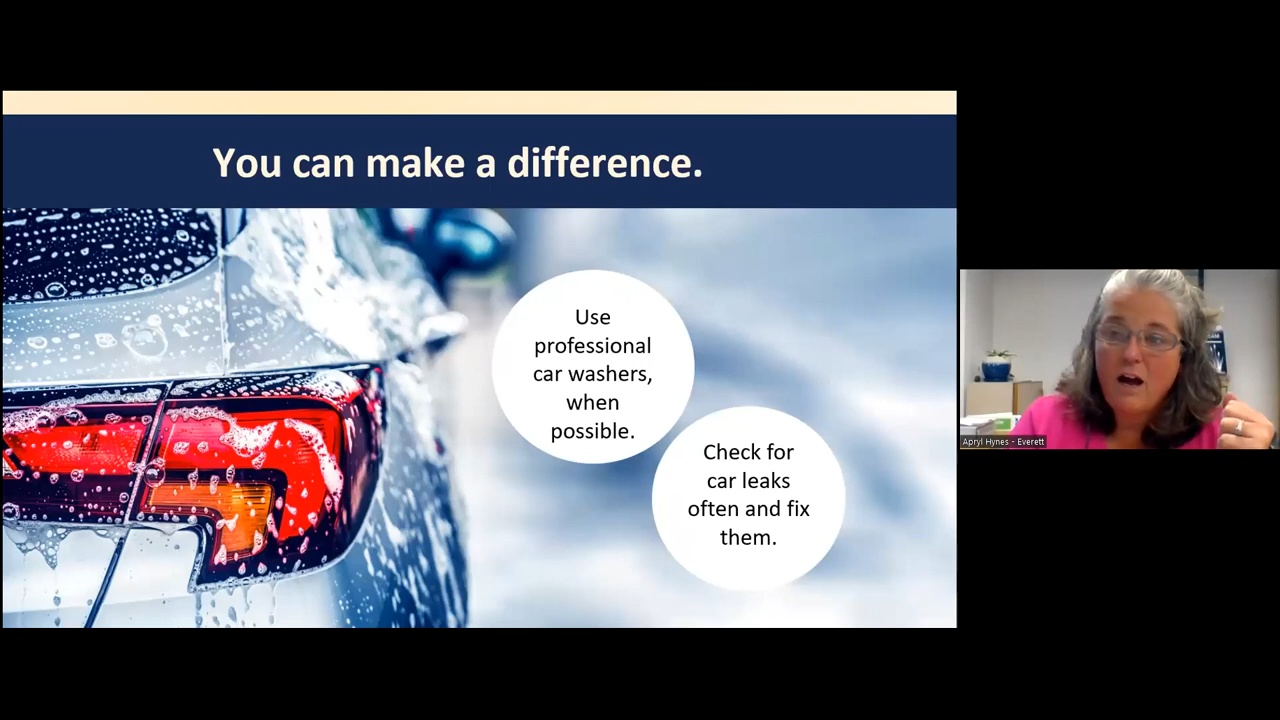 You can make a difference.
Use
professional
car washers,
when
possible.
Check for
car leaks
often and fix
them.
Apryl Hynes - Everett